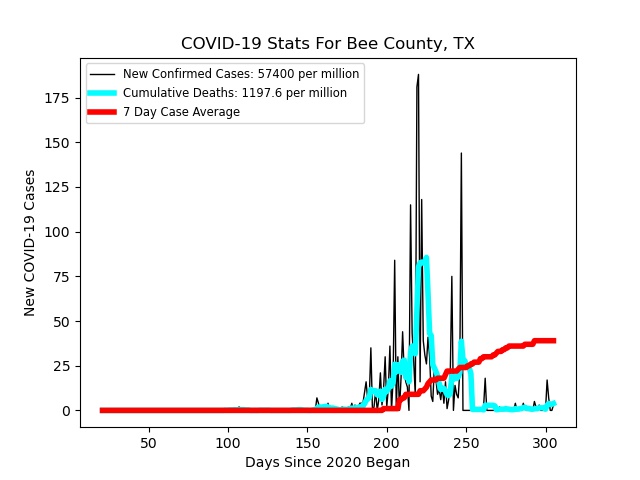 COVID-19 Stats For Bee County, TX
New Confirmed Cases: 57400 per million
Cumulative Deaths: 1197.6 per million
7 Day Case Average
New COVID-19 Cases
175
150
125
100
75
50
25
0
50 100 150 200 250 300
Days Since 2020 Began